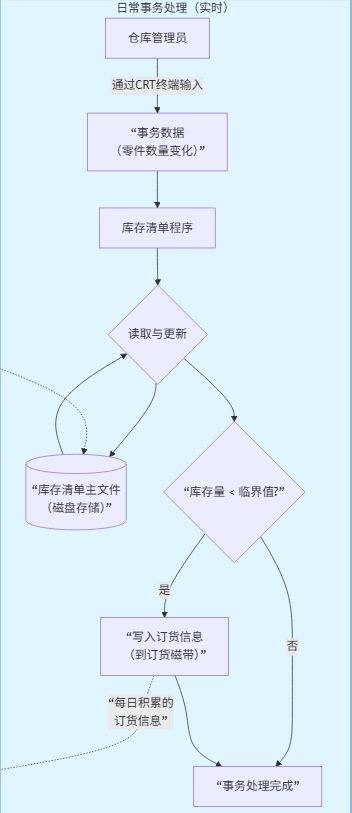 日常事务处理（实时）
仓库管理员
通过CRT终端输入
“事务数据
（零件数量变化）”
库存清单程序
读取与更新
“库存清单主文件
（磁盘存储）”
“库存量 < 临界值?”
是
否
“写入订货信息
（到订货磁带）”
“每日积累的
订货信息”
“事务处理完成”